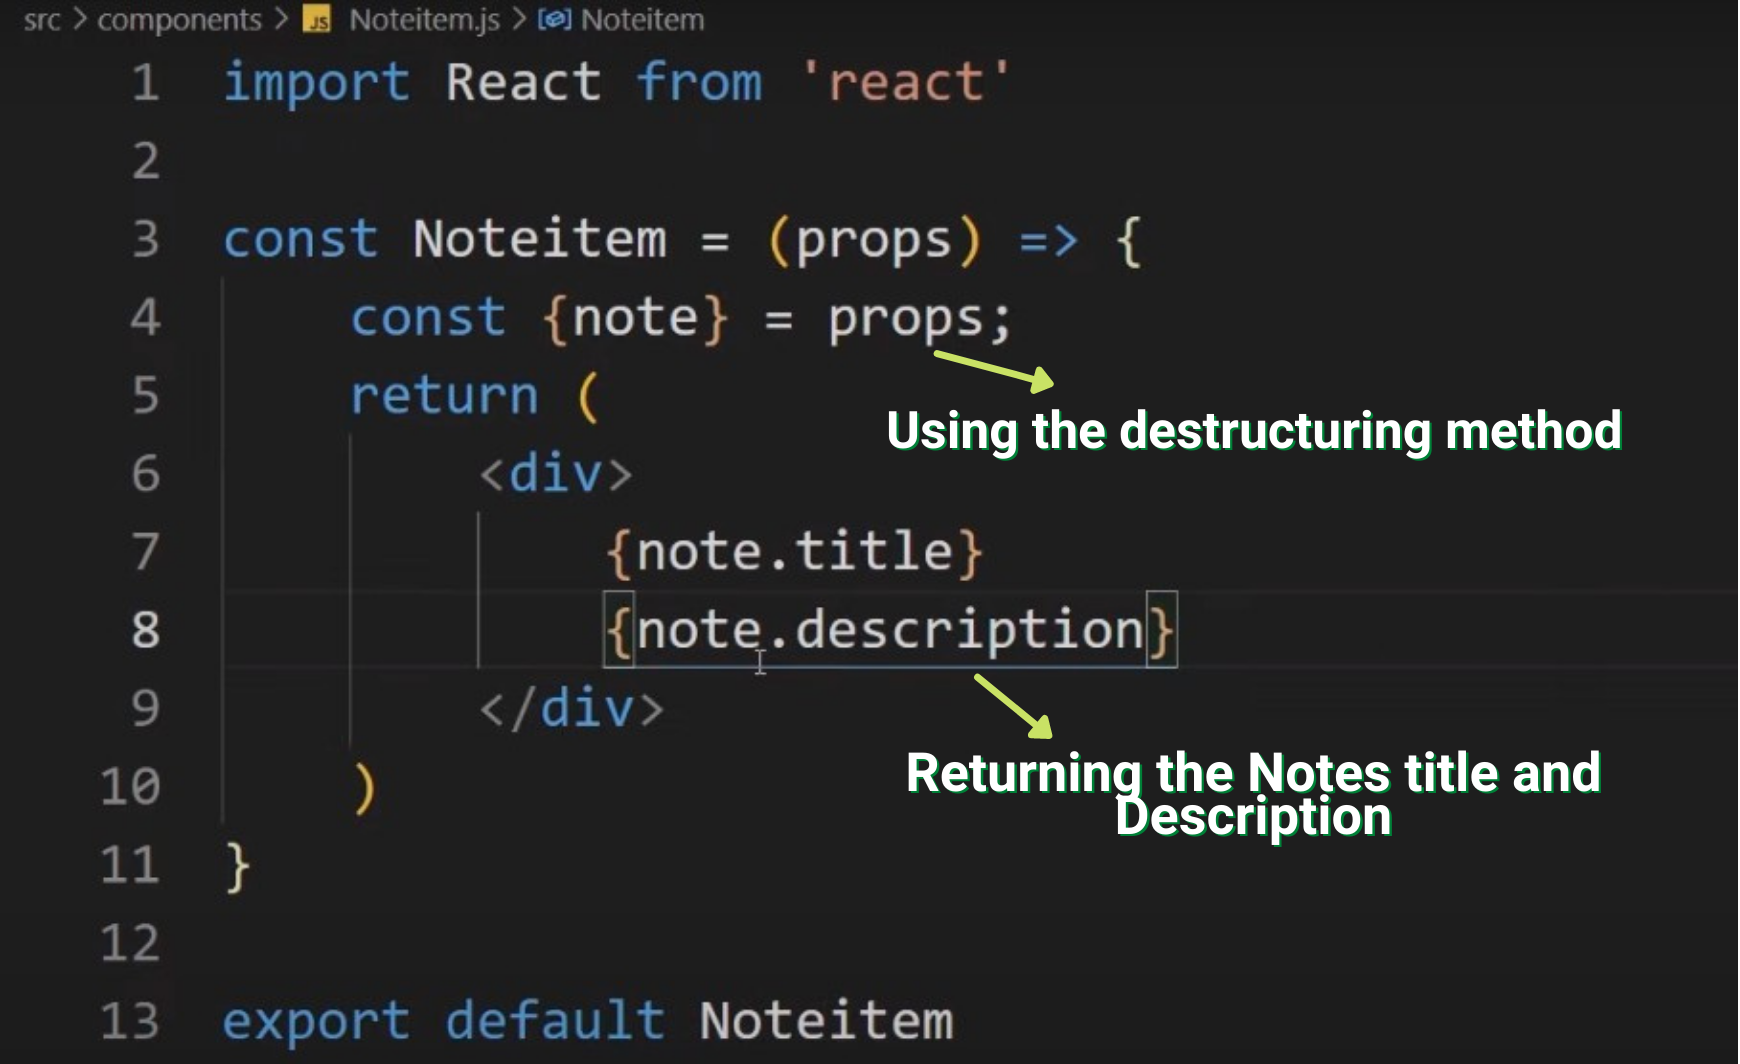 src > components > JS Noteitem.js > Noteitem
1 import React from 'react'
2
3 const Noteitem = (props) => {
4 const {note} = props;
5 return (
Using the destructuring method
6 <div>
7 {note.title}
8 {note.description}
9 </div>
Returning the Notes title and
Description
10 )
11 }
12
13 export default Noteitem